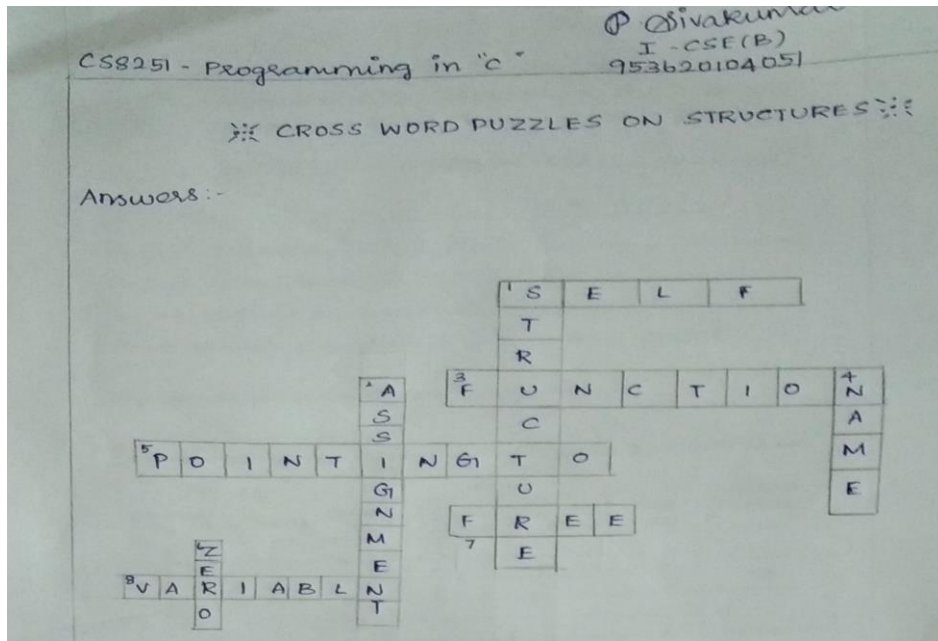 P Sivakumar
I - CSE(B)
CS8251 - Programming in "C"
953620104051
CROSS WORD PUZZLES ON STRUCTURES
Answers:-
1 S E L F
T
R
2 A 3 F U N C T I O 4 N
S C A
S
5 P O I N T I N G T O M
G U E
N F R E E
7
M E
6 Z
E E
8 V A R I A B L N
O T